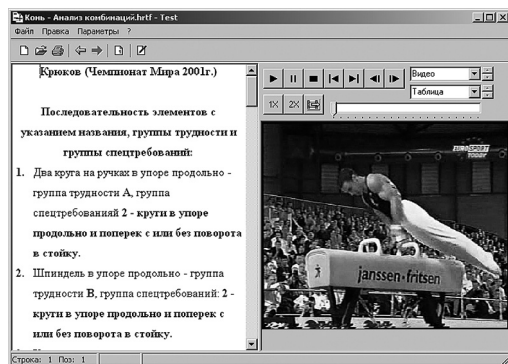 Конь - Анализ комбинаций.hrtf - Test
Файл Правка Параметры ?
Крюков (Чемпионат Мира 2001г.)
Последовательность элементов с
указанием названия, группы трудности и
группы спецтребований:
1. Два круга на ручках в упоре продольно -
группа трудности А, группа
спецтребованияй 2 - круги в упоре
продольно и поперек с или без поворота
в стойку.
2. Шпиндель в упоре продольно - группа
трудности В, группа спецтребований: 2 -
круги в упоре продольно и поперек с
или без поворота в стойку.
Видео
Таблица
1X 2X
EUROSPORT
TODAY
janssen-fritsen
Строка: 1 Поз: 1